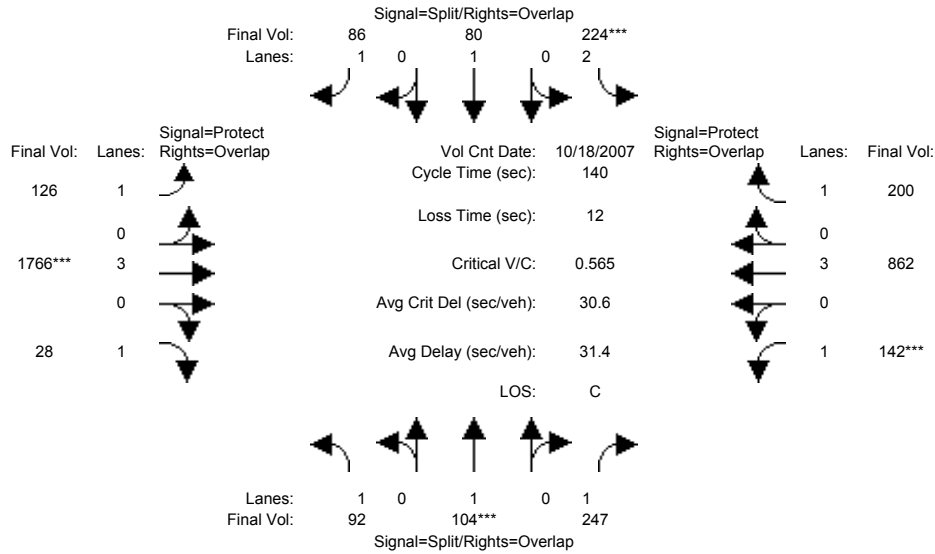 Signal=Split/Rights=Overlap
Final Vol: 86 80 224***
Lanes: 1 0 1 0 2
Signal=Protect
Final Vol: Lanes: Rights=Overlap
Vol Cnt Date: 10/18/2007
Signal=Protect
Rights=Overlap Lanes: Final Vol:
Cycle Time (sec): 140
126 1
1 200
Loss Time (sec): 12
0
0
1766*** 3
Critical V/C: 0.565
3 862
0
Avg Crit Del (sec/veh): 30.6
0
28 1
Avg Delay (sec/veh): 31.4
1 142***
LOS: C
Lanes: 1 0 1 0 1
Final Vol: 92 104*** 247
Signal=Split/Rights=Overlap